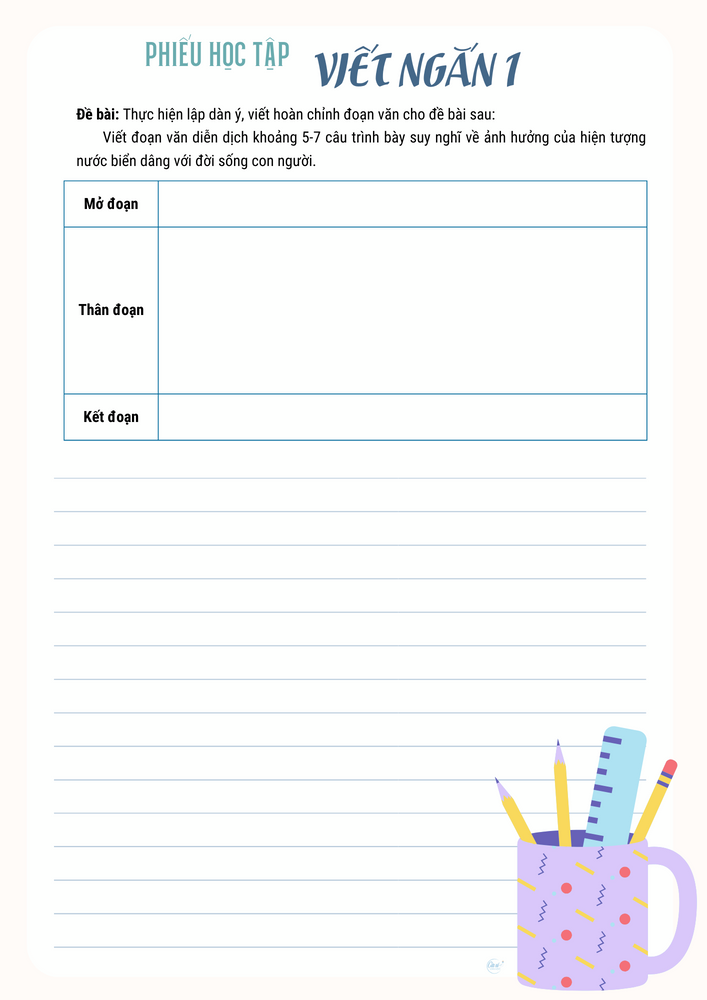 PHIẾU HỌC TẬP VIẾT NGẮN 1
Đề bài: Thực hiện lập dàn ý, viết hoàn chỉnh đoạn văn cho đề bài sau:
Viết đoạn văn diễn dịch khoảng 5-7 câu trình bày suy nghĩ về ảnh hưởng của hiện tượng
nước biển dâng với đời sống con người.
Mở đoạn
Thân đoạn
Kết đoạn